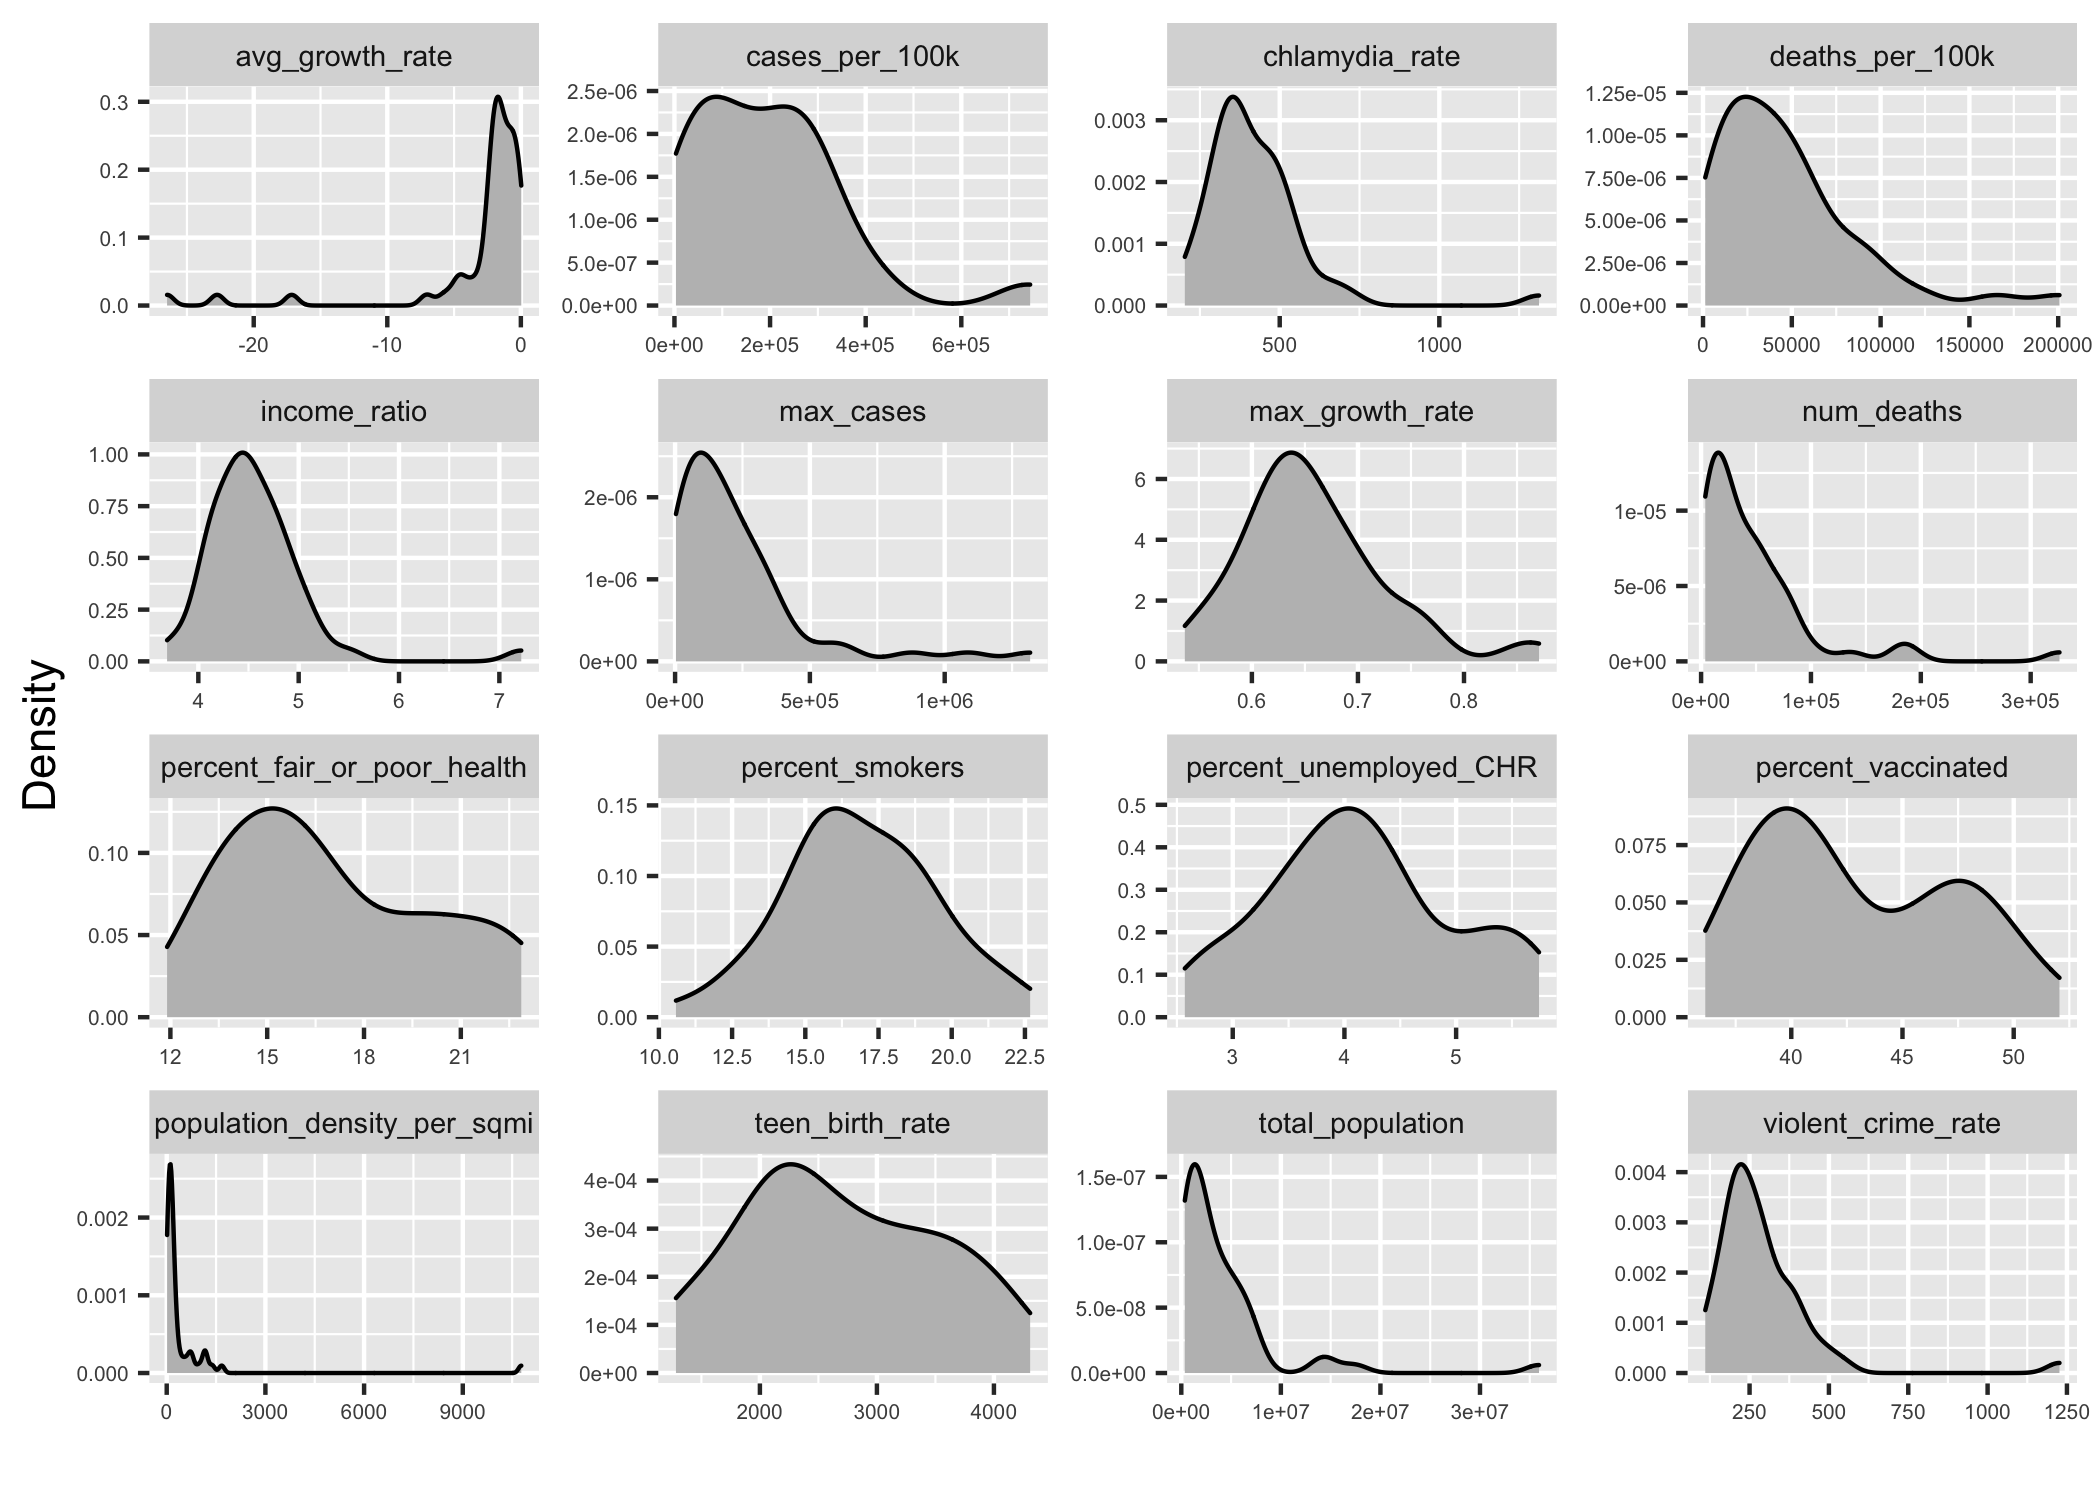 avg_growth_rate
cases_per_100k
chlamydia_rate
deaths_per_100k
0.3
0.2
0.1
0.0
-20 -10 0
2.5e-06
2.0e-06
1.5e-06
1.0e-06
5.0e-07
0.0e+00
0e+00 2e+05 4e+05 6e+05
0.003
0.002
0.001
0.000
500 1000
1.25e-05
1.00e-05
7.50e-06
5.00e-06
2.50e-06
0.00e+00
0 50000 100000 150000 200000
income_ratio
max_cases
max_growth_rate
num_deaths
1.00
0.75
0.50
0.25
0.00
4 5 6 7
2e-06
1e-06
0e+00
0e+00 5e+05 1e+06
6
4
2
0
0.6 0.7 0.8
1e-05
5e-06
0e+00
0e+00 1e+05 2e+05 3e+05
Density
percent_fair_or_poor_health
percent_smokers
percent_unemployed_CHR
percent_vaccinated
0.10
0.05
0.00
12 15 18 21
0.15
0.10
0.05
0.00
10.0 12.5 15.0 17.5 20.0 22.5
0.5
0.4
0.3
0.2
0.1
0.0
3 4 5
0.075
0.050
0.025
0.000
40 45 50
population_density_per_sqmi
teen_birth_rate
total_population
violent_crime_rate
0.002
0.001
0.000
0 3000 6000 9000
4e-04
3e-04
2e-04
1e-04
0e+00
2000 3000 4000
1.5e-07
1.0e-07
5.0e-08
0.0e+00
0e+00 1e+07 2e+07 3e+07
0.004
0.003
0.002
0.001
0.000
250 500 750 1000 1250